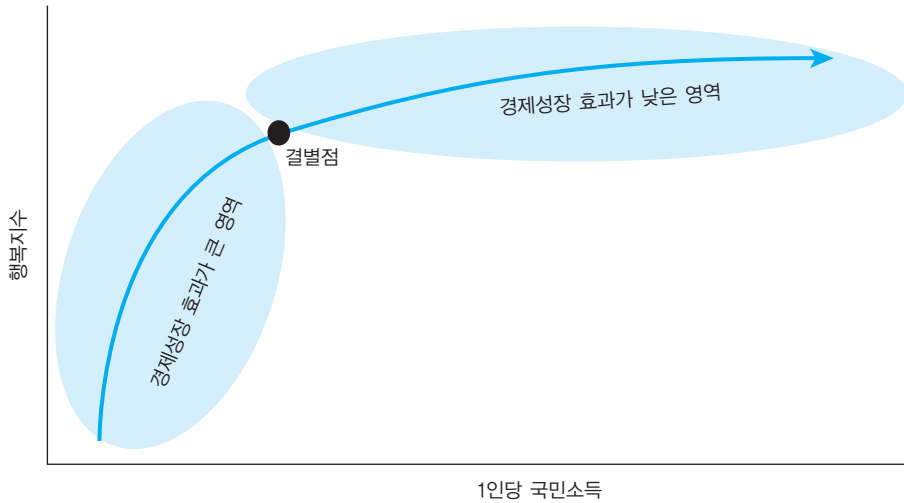 경제성장 효과가 낮은 영역
결별점
경제성장 효과가 큰 영역
행복지수
1인당 국민소득